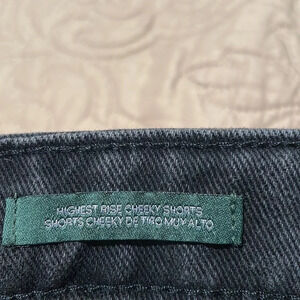 HIGHEST RISE CHEEKY SHORTS
SHORTS CHEEKY DE TIRO MUY ALTO